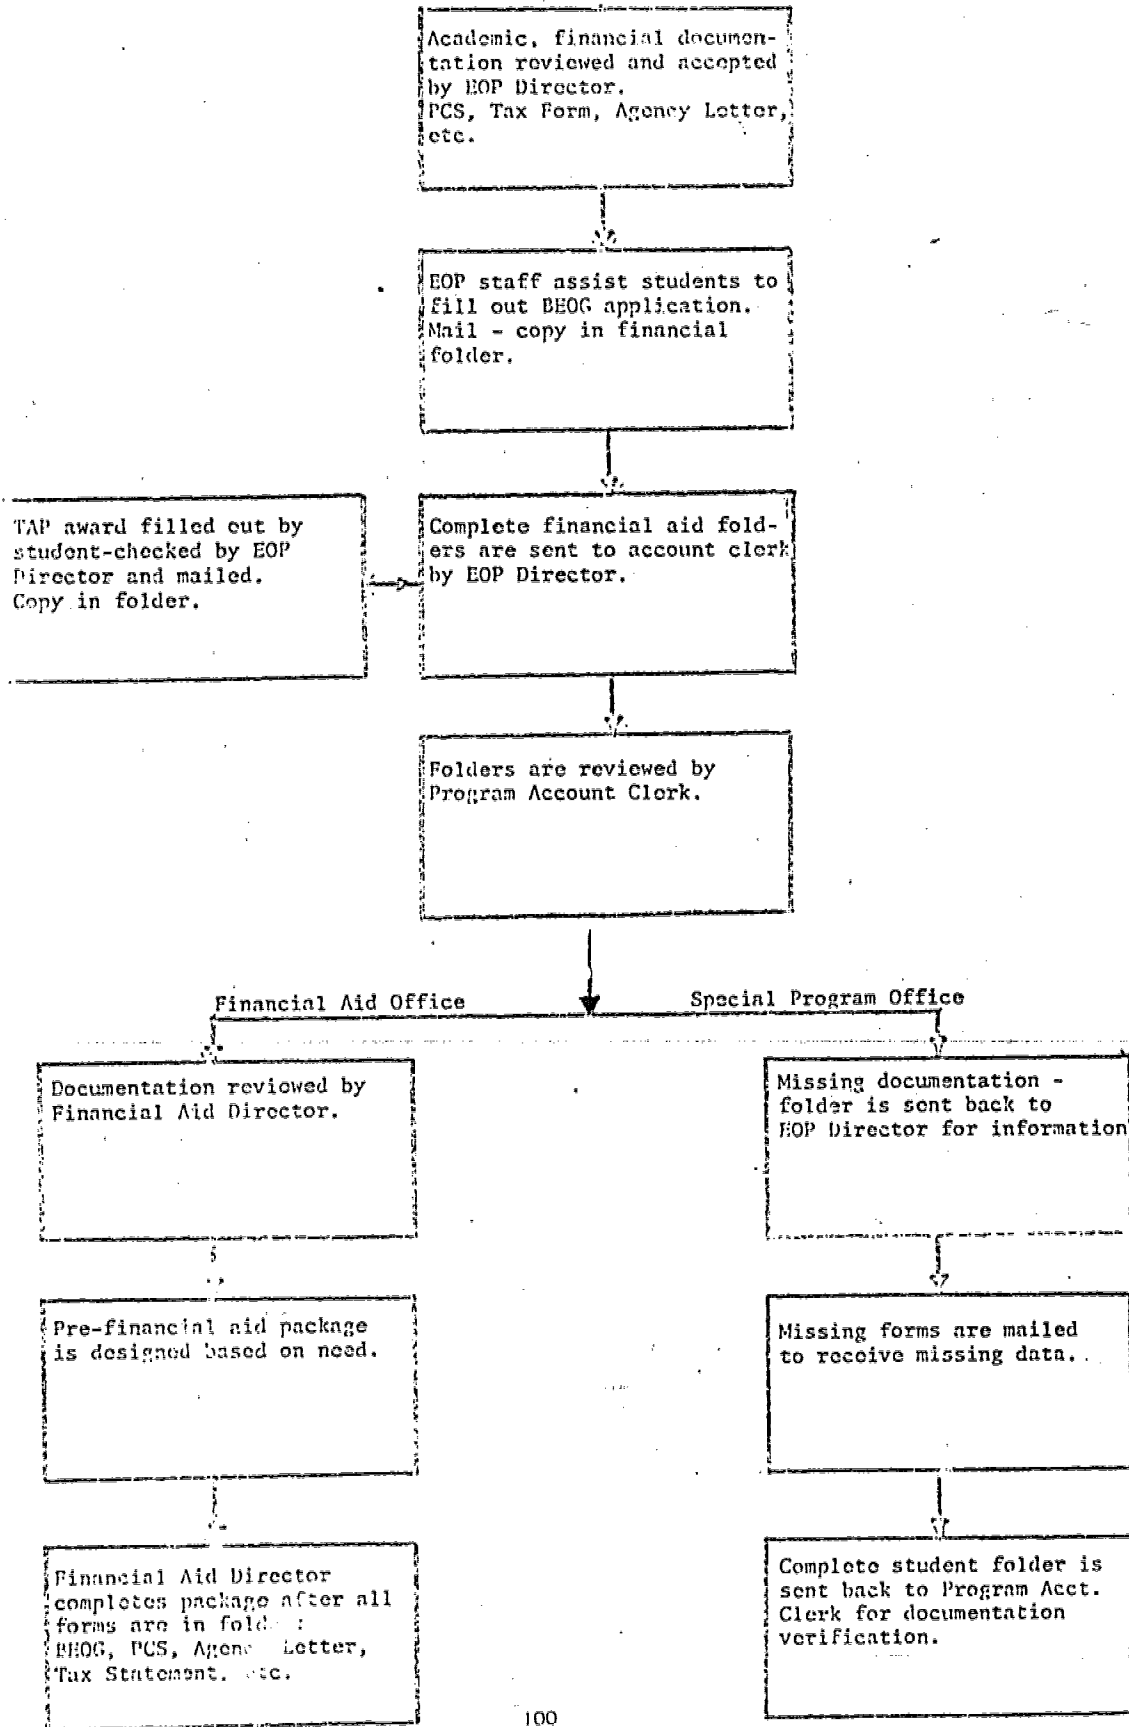 Academic, financial documen-
tation reviewed and accepted
by EOP Director.
PCS, Tax Form, Agency Letter,
etc.
EOP staff assist students to
fill out BEOG application.
Mail - copy in financial
folder.
TAP award filled out by
student-checked by EOP
Director and mailed.
Copy in folder.
Complete financial aid fold-
ers are sent to account clerk
by EOP Director.
Folders are reviewed by
Program Account Clerk.
Financial Aid Office
Special Program Office
Documentation reviewed by
Financial Aid Director.
Missing documentation -
folder is sent back to
EOP Director for information
Pre-financial aid package
is designed based on need.
Missing forms are mailed
to receive missing data.
Financial Aid Director
completes package after all
forms are in fold :
BEOG, PCS, Agenc Letter,
Tax Statement, etc.
Complete student folder is
sent back to Program Acct.
Clerk for documentation
verification.
100